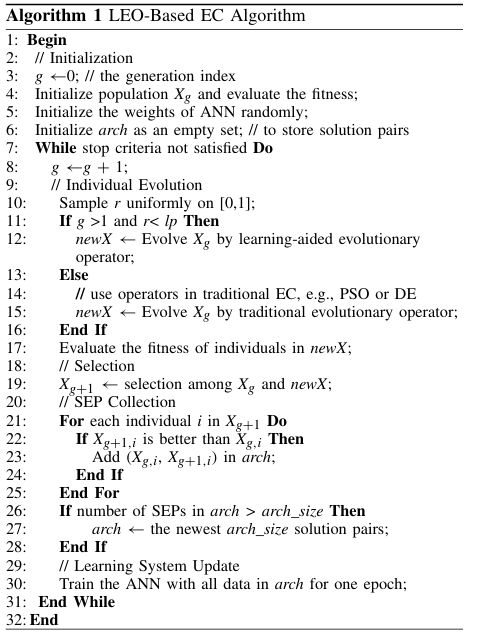 Algorithm 1 LEO-Based EC Algorithm
1: Begin
2: // Initialization
3: g ←0; // the generation index
4: Initialize population X_g and evaluate the fitness;
5: Initialize the weights of ANN randomly;
6: Initialize arch as an empty set; // to store solution pairs
7: While stop criteria not satisfied Do
8: g ←g + 1;
9: // Individual Evolution
10: Sample r uniformly on [0,1];
11: If g >1 and r< lp Then
12: newX ← Evolve X_g by learning-aided evolutionary
operator;
13: Else
14: // use operators in traditional EC, e.g., PSO or DE
15: newX ← Evolve X_g by traditional evolutionary operator;
16: End If
17: Evaluate the fitness of individuals in newX;
18: // Selection
19: X_{g+1} ← selection among X_g and newX;
20: // SEP Collection
21: For each individual i in X_{g+1} Do
22: If X_{g+1,i} is better than X_{g,i} Then
23: Add (X_{g,i}, X_{g+1,i}) in arch;
24: End If
25: End For
26: If number of SEPs in arch > arch_size Then
27: arch ← the newest arch_size solution pairs;
28: End If
29: // Learning System Update
30: Train the ANN with all data in arch for one epoch;
31: End While
32: End